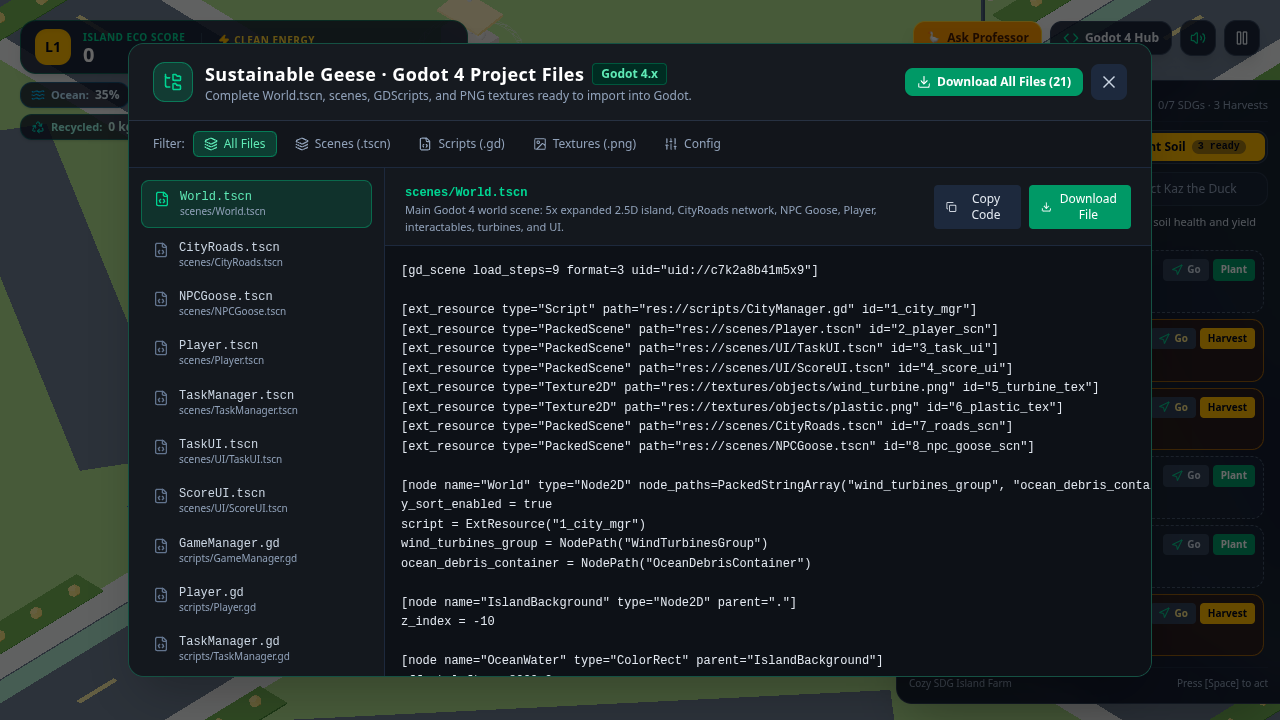 L1
ISLAND ECO SCORE
0
CLEAN ENERGY
Ask Professor
Godot 4 Hub
Ocean: 35%
Recycled: 0 kg
0/7 SDGs · 3 Harvests
Sustainable Geese · Godot 4 Project Files
Godot 4.x
Complete World.tscn, scenes, GDScripts, and PNG textures ready to import into Godot.
Download All Files (21)
Filter:
All Files
Scenes (.tscn)
Scripts (.gd)
Textures (.png)
Config
Soil
3 ready
Kaz the Duck
soil health and yield
World.tscn
scenes/World.tscn
CityRoads.tscn
scenes/CityRoads.tscn
NPCGoose.tscn
scenes/NPCGoose.tscn
Player.tscn
scenes/Player.tscn
TaskManager.tscn
scenes/TaskManager.tscn
TaskUI.tscn
scenes/UI/TaskUI.tscn
ScoreUI.tscn
scenes/UI/ScoreUI.tscn
GameManager.gd
scripts/GameManager.gd
Player.gd
scripts/Player.gd
TaskManager.gd
scripts/TaskManager.gd
scenes/World.tscn
Main Godot 4 world scene: 5x expanded 2.5D island, CityRoads network, NPC Goose, Player,
interactables, turbines, and UI.
Copy
Code
Download
File
[gd_scene load_steps=9 format=3 uid="uid://c7k2a8b41m5x9"]
[ext_resource type="Script" path="res://scripts/CityManager.gd" id="1_city_mgr"]
[ext_resource type="PackedScene" path="res://scenes/Player.tscn" id="2_player_scn"]
[ext_resource type="PackedScene" path="res://scenes/UI/TaskUI.tscn" id="3_task_ui"]
[ext_resource type="PackedScene" path="res://scenes/UI/ScoreUI.tscn" id="4_score_ui"]
[ext_resource type="Texture2D" path="res://textures/objects/wind_turbine.png" id="5_turbine_tex"]
[ext_resource type="Texture2D" path="res://textures/objects/plastic.png" id="6_plastic_tex"]
[ext_resource type="PackedScene" path="res://scenes/CityRoads.tscn" id="7_roads_scn"]
[ext_resource type="PackedScene" path="res://scenes/NPCGoose.tscn" id="8_npc_goose_scn"]
[node name="World" type="Node2D" node_paths=PackedStringArray("wind_turbines_group", "ocean_debris_conta
y_sort_enabled = true
script = ExtResource("1_city_mgr")
wind_turbines_group = NodePath("WindTurbinesGroup")
ocean_debris_container = NodePath("OceanDebrisContainer")
[node name="IslandBackground" type="Node2D" parent="."]
z_index = -10
[node name="OceanWater" type="ColorRect" parent="IslandBackground"]
Go
Plant
Go
Harvest
Go
Harvest
Go
Plant
Go
Plant
Go
Harvest
Cozy SDG Island Farm
Press [Space] to act